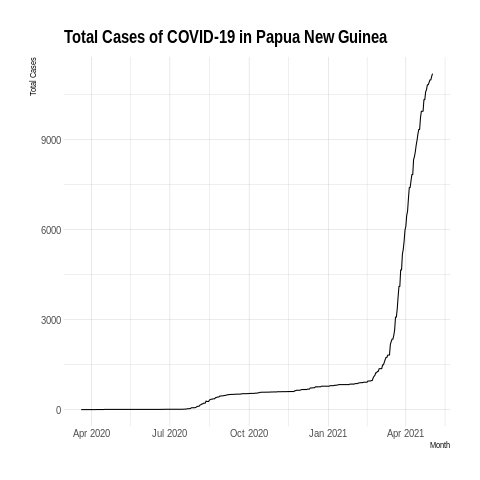 Total Cases of COVID-19 in Papua New Guinea
Total Cases
9000
6000
3000
0
Apr 2020 Jul 2020 Oct 2020 Jan 2021 Apr 2021
Month